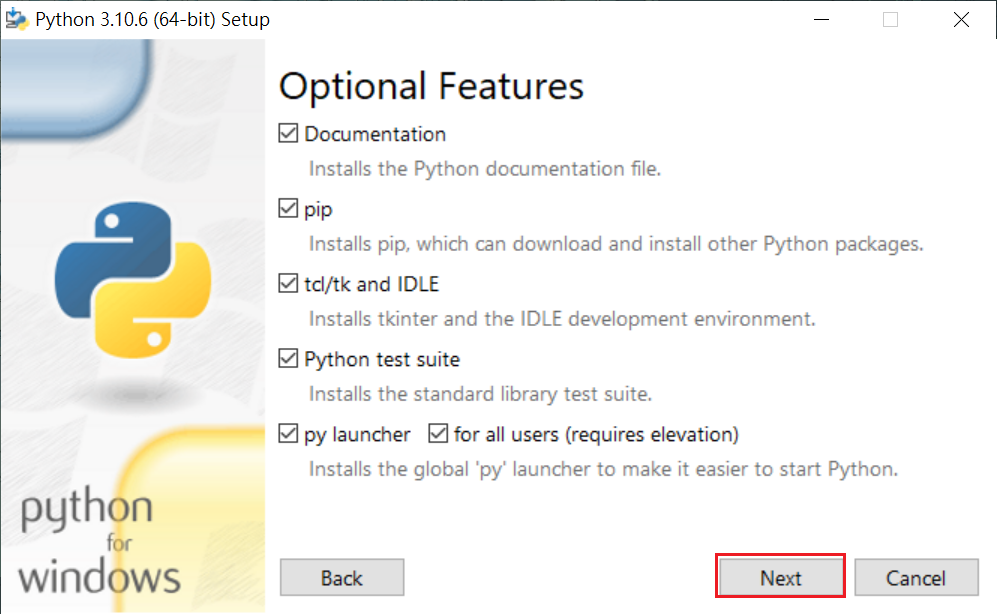 Python 3.10.6 (64-bit) Setup
Optional Features
Documentation
Installs the Python documentation file.
pip
Installs pip, which can download and install other Python packages.
tcl/tk and IDLE
Installs tkinter and the IDLE development environment.
Python test suite
Installs the standard library test suite.
py launcher for all users (requires elevation)
Installs the global 'py' launcher to make it easier to start Python.
python
for
windows
Back Next Cancel